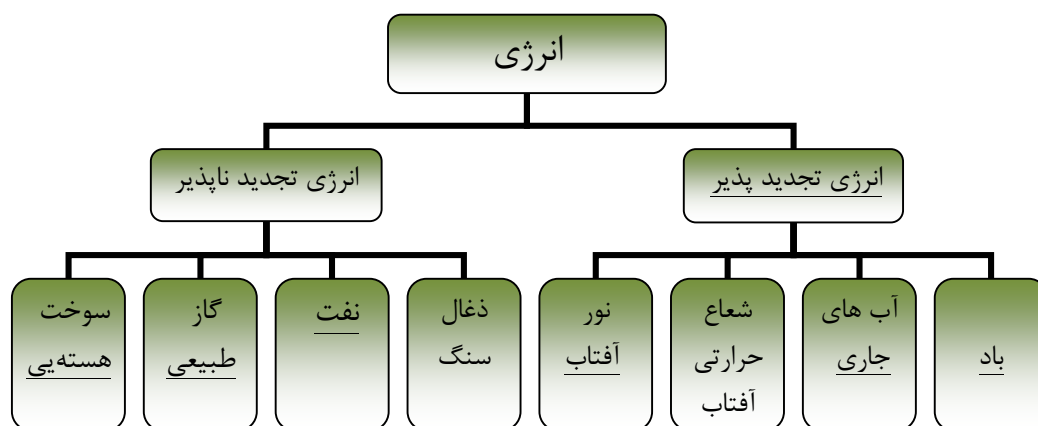 انرژی
انرژی تجدید پذیر
انرژی تجدید ناپذیر
باد
آب های
جاری
شعاع
حرارتی
آفتاب
نور
آفتاب
ذغال
سنگ
نفت
گاز
طبیعی
سوخت
هسته‌یی